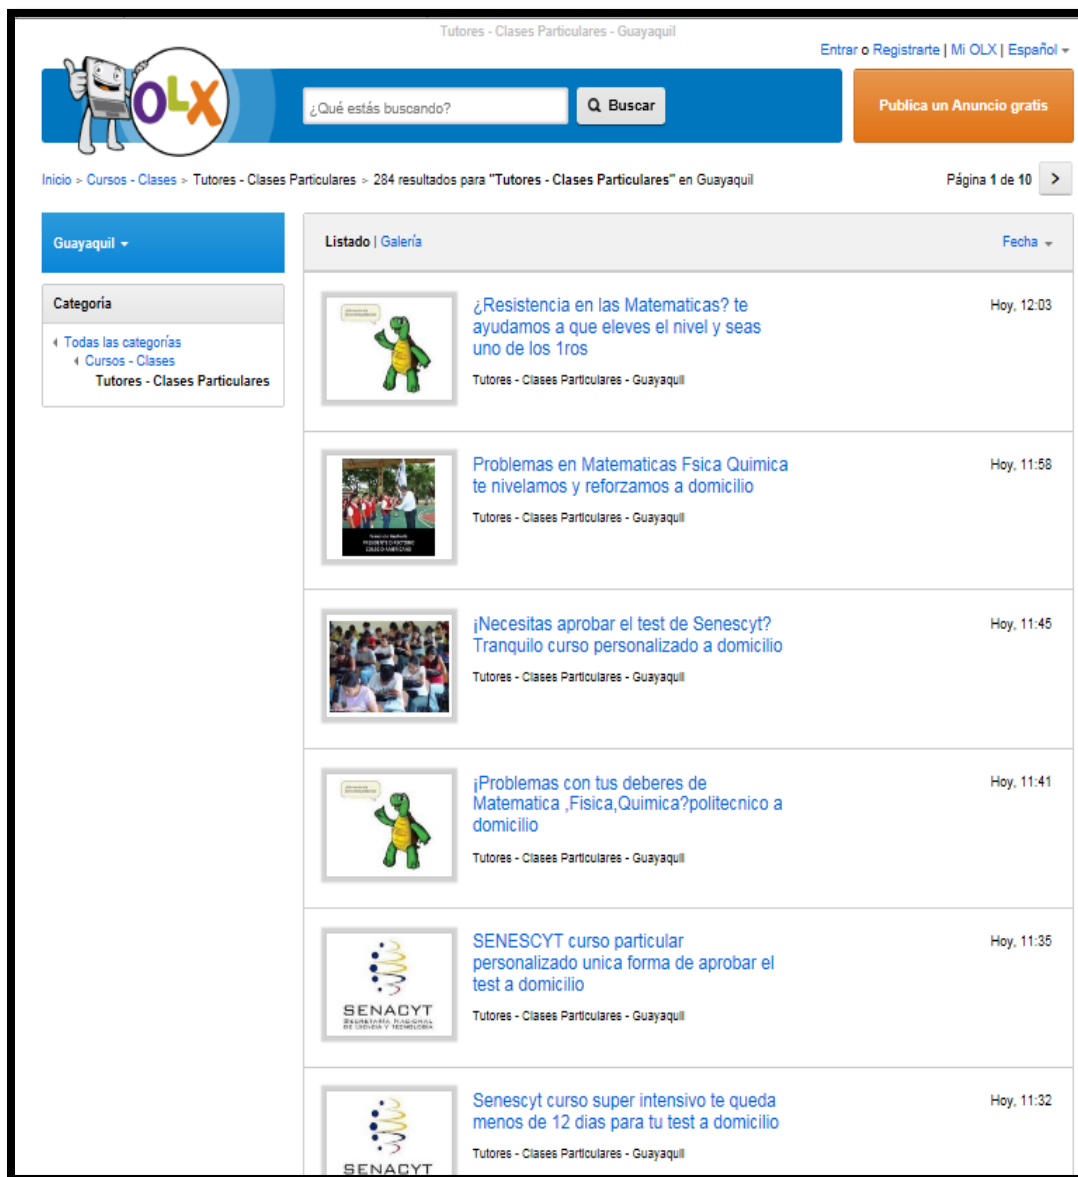 Tutores - Clases Particulares - Guayaquil
Entrar o Registrarte | Mi OLX | Español
OLX
¿Qué estás buscando?
Buscar
Publica un Anuncio gratis
Inicio > Cursos - Clases > Tutores - Clases Particulares > 284 resultados para "Tutores - Clases Particulares" en Guayaquil
Página 1 de 10 >
Guayaquil
Listado | Galería
Fecha
Categoría
Todas las categorías
Cursos - Clases
Tutores - Clases Particulares
¿Resistencia en las Matematicas? te
ayudamos a que eleves el nivel y seas
uno de los 1ros
Tutores - Clases Particulares - Guayaquil
Hoy, 12:03
Problemas en Matematicas Fsica Quimica
te nivelamos y reforzamos a domicilio
Tutores - Clases Particulares - Guayaquil
Hoy, 11:58
¡Necesitas aprobar el test de Senescyt?
Tranquilo curso personalizado a domicilio
Tutores - Clases Particulares - Guayaquil
Hoy, 11:45
¡Problemas con tus deberes de
Matematica ,Fisica,Quimica?politecnico a
domicilio
Tutores - Clases Particulares - Guayaquil
Hoy, 11:41
SENACYT
SECRETARÍA NACIONAL
DE CIENCIA Y TECNOLOGÍA
SENESCYT curso particular
personalizado unica forma de aprobar el
test a domicilio
Tutores - Clases Particulares - Guayaquil
Hoy, 11:35
SENACYT
Senescyt curso super intensivo te queda
menos de 12 dias para tu test a domicilio
Tutores - Clases Particulares - Guayaquil
Hoy, 11:32